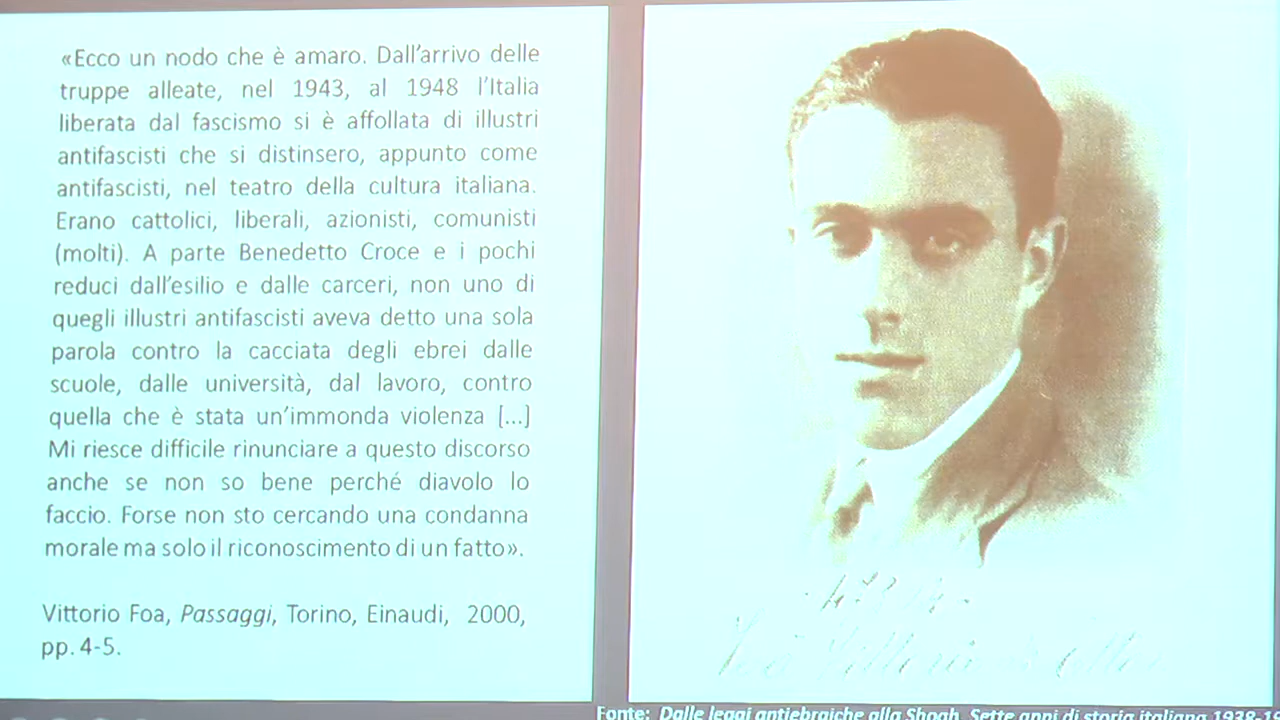 «Ecco un nodo che è amaro. Dall'arrivo delle
truppe alleate, nel 1943, al 1948 l'Italia
liberata dal fascismo si è affollata di illustri
antifascisti che si distinsero, appunto come
antifascisti, nel teatro della cultura italiana.
Erano cattolici, liberali, azionisti, comunisti
(molti). A parte Benedetto Croce e i pochi
reduci dall'esilio e dalle carceri, non uno di
quegli illustri antifascisti aveva detto una sola
parola contro la cacciata degli ebrei dalle
scuole, dalle università, dal lavoro, contro
quella che è stata un'immonda violenza [...]
Mi riesce difficile rinunciare a questo discorso
anche se non so bene perché diavolo lo
faccio. Forse non sto cercando una condanna
morale ma solo il riconoscimento di un fatto».
Vittorio Foa, Passaggi, Torino, Einaudi, 2000,
pp. 4-5.
Fonte: Dalle leggi antiebraiche alla Shoah. Sette anni di storia italiana 1938-